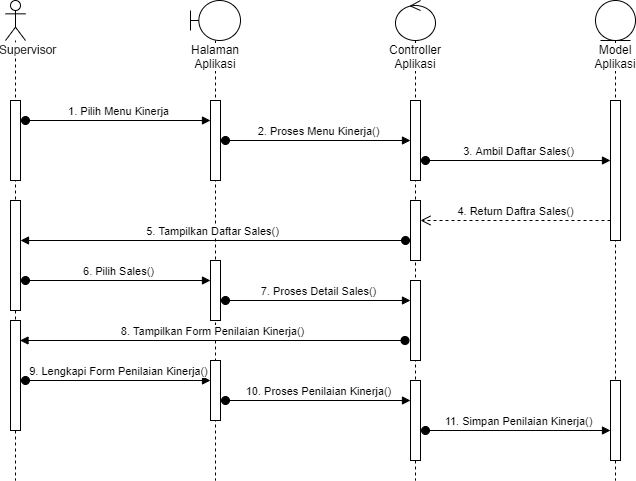 Supervisor
Halaman
Aplikasi
Controller
Aplikasi
Model
Aplikasi
1. Pilih Menu Kinerja
2. Proses Menu Kinerja()
3. Ambil Daftar Sales()
4. Return Daftra Sales()
5. Tampilkan Daftar Sales()
6. Pilih Sales()
7. Proses Detail Sales()
8. Tampilkan Form Penilaian Kinerja()
9. Lengkapi Form Penilaian Kinerja()
10. Proses Penilaian Kinerja()
11. Simpan Penilaian Kinerja()